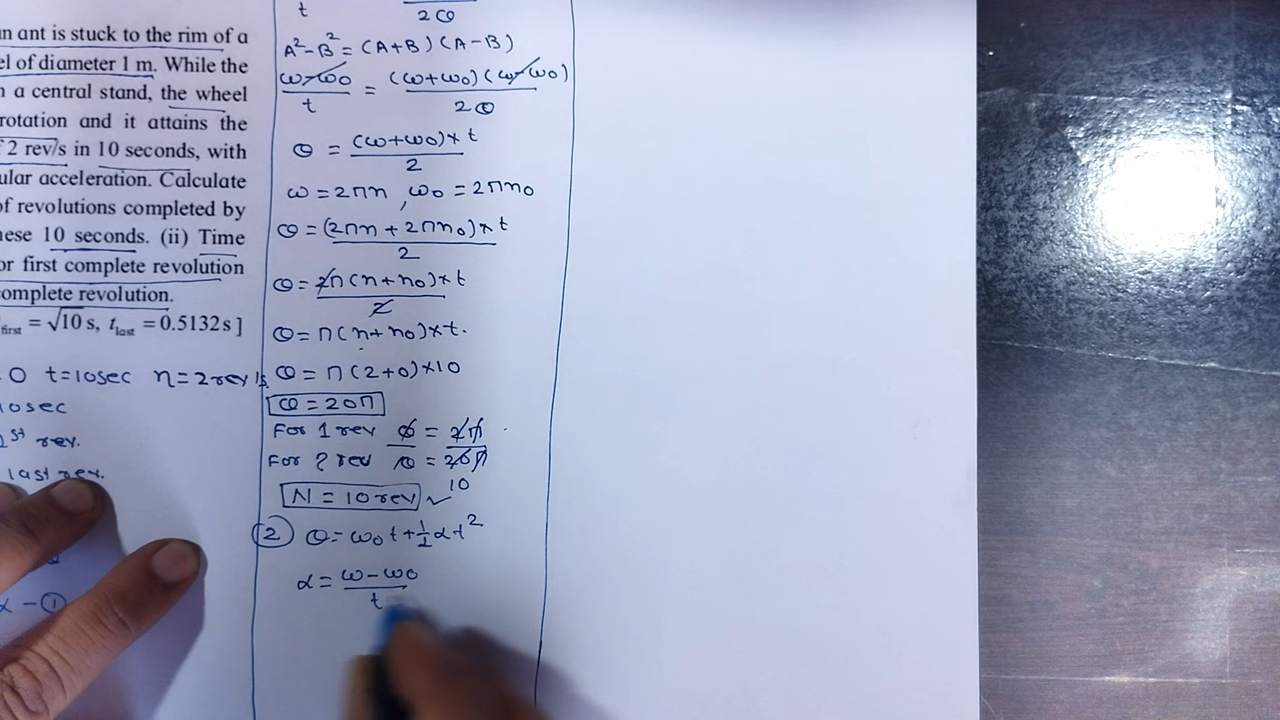 n ant is stuck to the rim of a
el of diameter 1 m. While the
a central stand, the wheel
rotation and it attains the
2 rev/s in 10 seconds, with
ular acceleration. Calculate
of revolutions completed by
ese 10 seconds. (ii) Time
or first complete revolution
omplete revolution.
first = √10 s, t last = 0.5132 s ]
0 t=10sec n=2rev/s
10sec
1st rev.
last rev.
α - ①
t 2θ
A²-B² = (A+B)(A-B)
ω-ω₀/t = (ω+ω₀)(ω-ω₀)/2θ
θ = (ω+ω₀)×t/2
ω=2πn, ω₀=2πn₀
θ=(2πn+2πn₀)×t/2
θ=2π(n+n₀)×t/2
θ=π(n+n₀)×t.
θ=π(2+0)×10
θ=20π
For 1 rev θ = 2π
For ? rev θ = 20π
10
N = 10rev ✓
② θ=ω₀t+½αt²
α = ω-ω₀/t